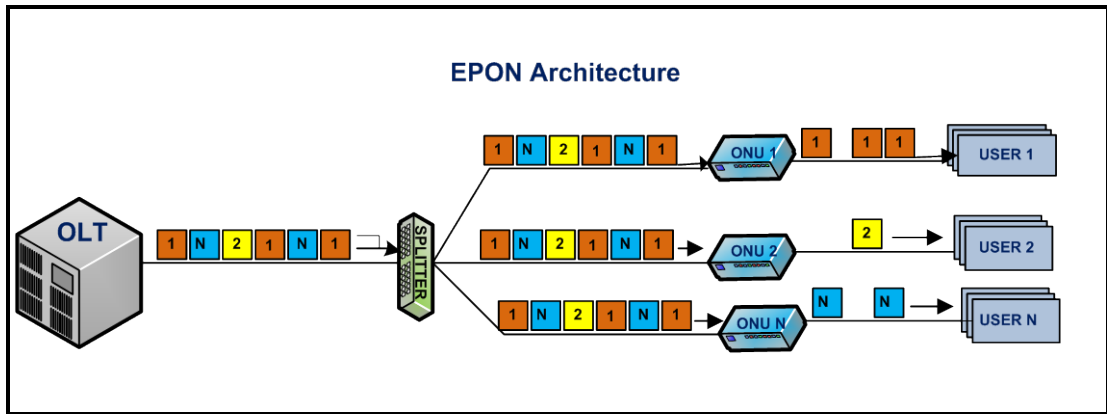 EPON Architecture
1 N 2 1 N 1
ONU 1
1 1 1
USER 1
OLT
1 N 2 1 N 1
SPLITTER
1 N 2 1 N 1
ONU 2
2
USER 2
1 N 2 1 N 1
ONU N
N N
USER N